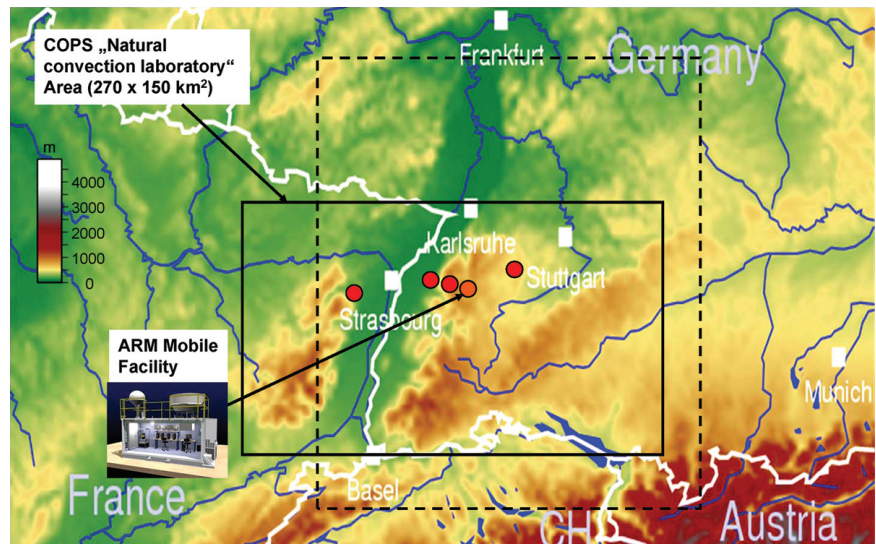 COPS „Natural
convection laboratory“
Area (270 x 150 km²)
Frankfurt
Germany
m
4000
3000
2000
1000
0
Karlsruhe
Stuttgart
Strasbourg
ARM Mobile
Facility
Munich
France
Basel
CH
Austria